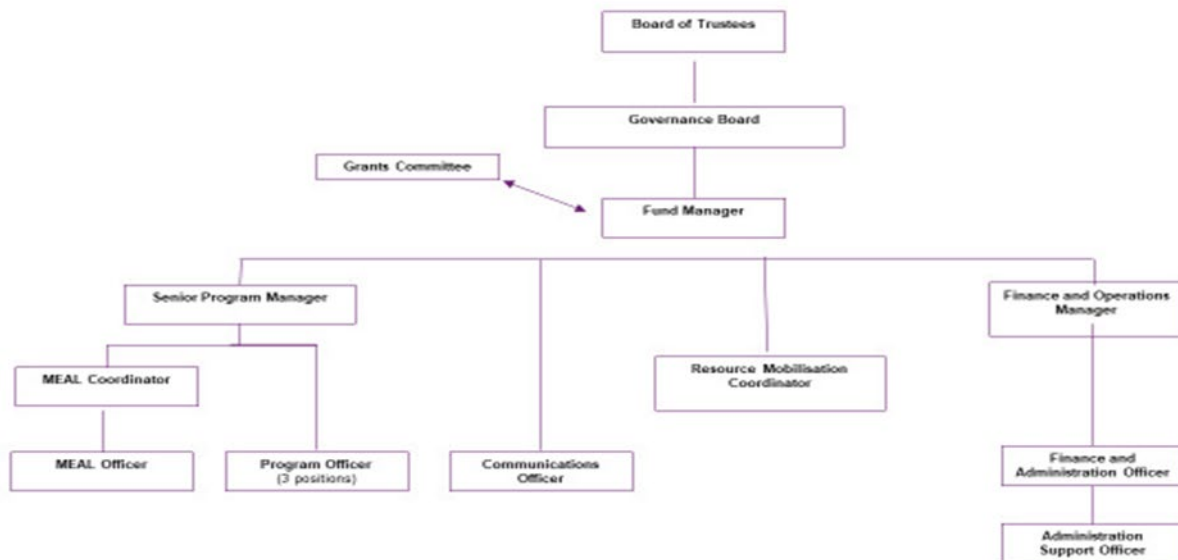 Board of Trustees
Governance Board
Grants Committee
Fund Manager
Senior Program Manager
Finance and Operations
Manager
MEAL Coordinator
Resource Mobilisation
Coordinator
MEAL Officer
Program Officer
(3 positions)
Communications
Officer
Finance and
Administration Officer
Administration
Support Officer